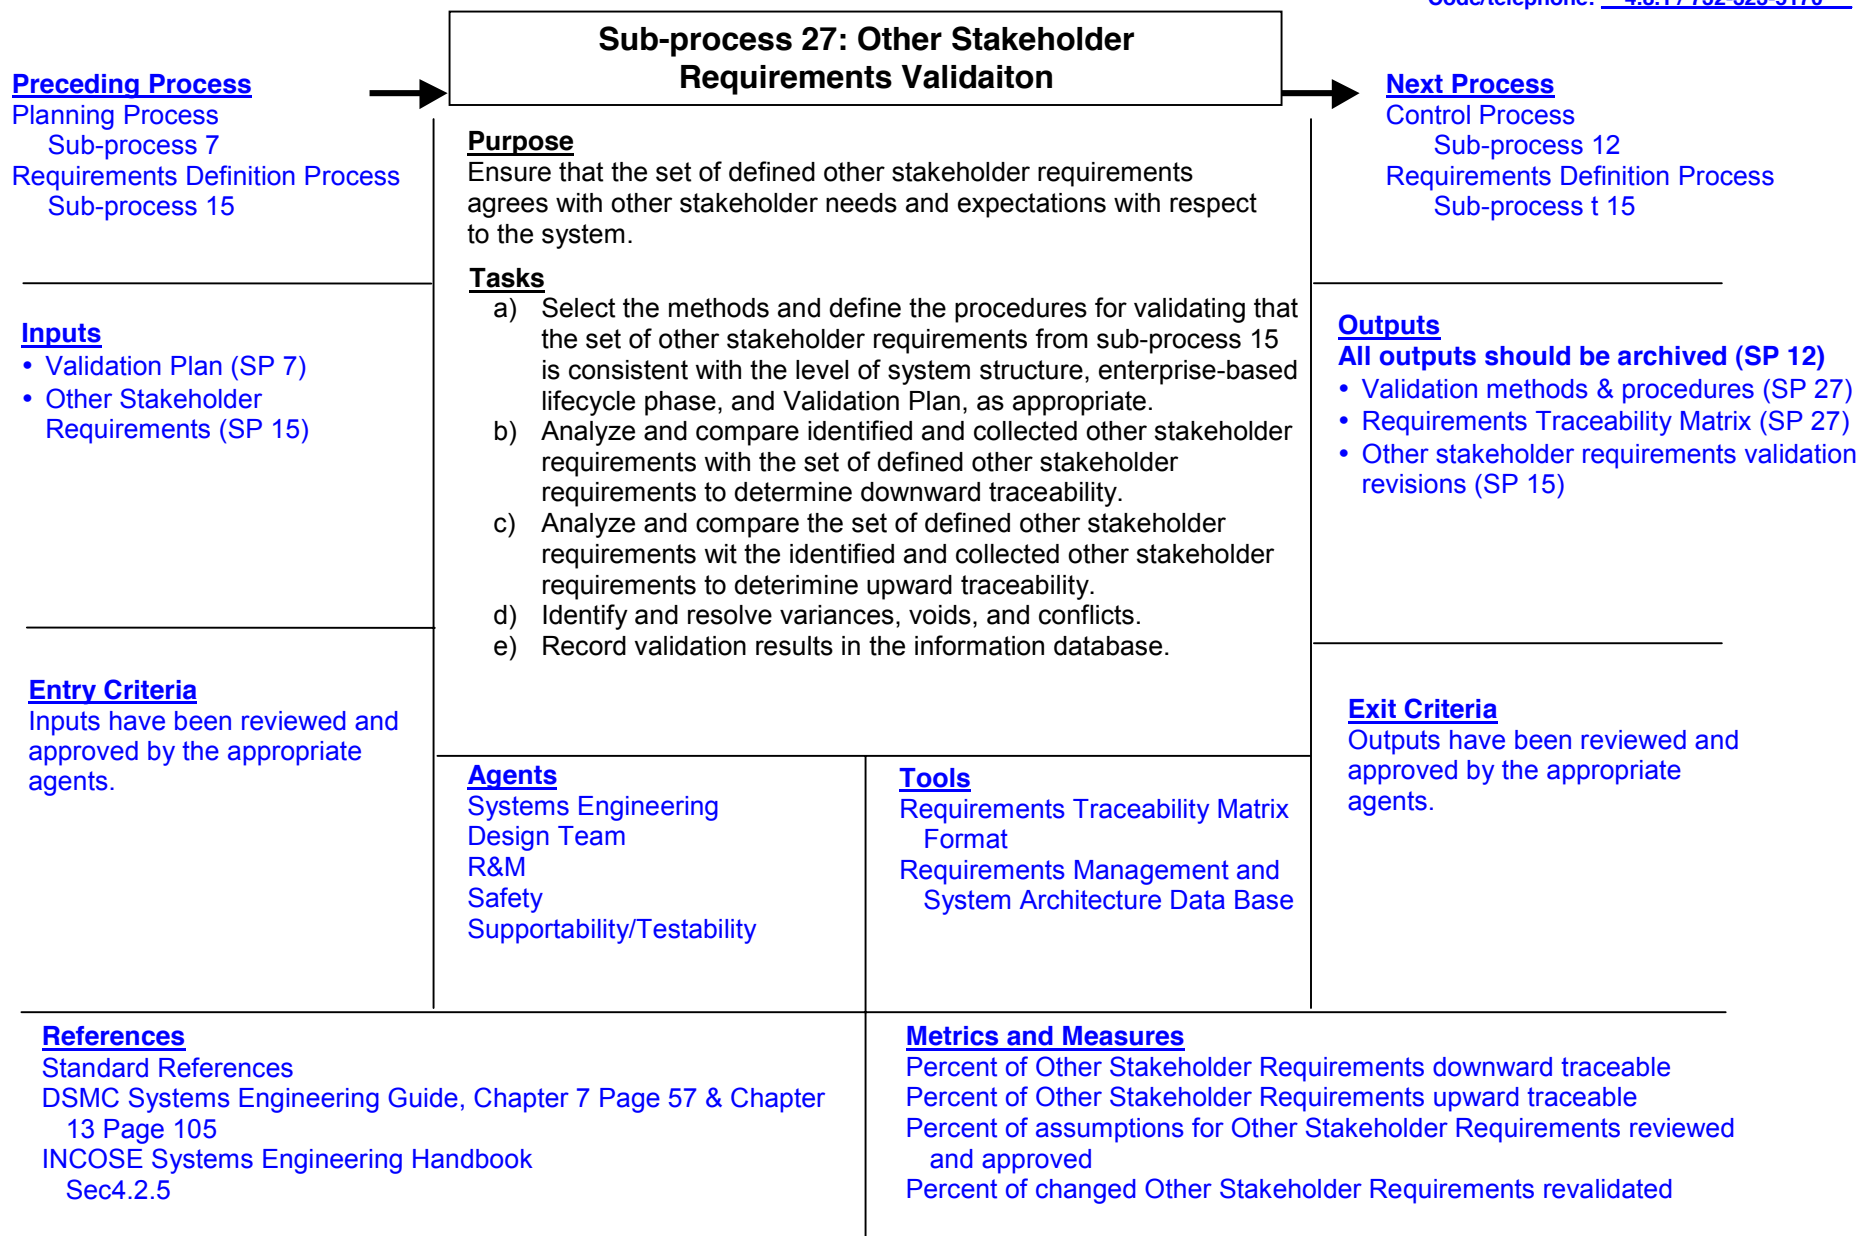 Sub-process 27: Other Stakeholder
Requirements Validaiton
Preceding Process
Planning Process
Sub-process 7
Requirements Definition Process
Sub-process 15
Next Process
Control Process
Sub-process 12
Requirements Definition Process
Sub-process t 15
Purpose
Ensure that the set of defined other stakeholder requirements
agrees with other stakeholder needs and expectations with respect
to the system.
Tasks
a) Select the methods and define the procedures for validating that
the set of other stakeholder requirements from sub-process 15
is consistent with the level of system structure, enterprise-based
lifecycle phase, and Validation Plan, as appropriate.
b) Analyze and compare identified and collected other stakeholder
requirements with the set of defined other stakeholder
requirements to determine downward traceability.
c) Analyze and compare the set of defined other stakeholder
requirements wit the identified and collected other stakeholder
requirements to deterimine upward traceability.
d) Identify and resolve variances, voids, and conflicts.
e) Record validation results in the information database.
Inputs
• Validation Plan (SP 7)
• Other Stakeholder
Requirements (SP 15)
Outputs
All outputs should be archived (SP 12)
• Validation methods & procedures (SP 27)
• Requirements Traceability Matrix (SP 27)
• Other stakeholder requirements validation
revisions (SP 15)
Entry Criteria
Inputs have been reviewed and
approved by the appropriate
agents.
Exit Criteria
Outputs have been reviewed and
approved by the appropriate
agents.
Agents
Systems Engineering
Design Team
R&M
Safety
Supportability/Testability
Tools
Requirements Traceability Matrix
Format
Requirements Management and
System Architecture Data Base
References
Standard References
DSMC Systems Engineering Guide, Chapter 7 Page 57 & Chapter
13 Page 105
INCOSE Systems Engineering Handbook
Sec4.2.5
Metrics and Measures
Percent of Other Stakeholder Requirements downward traceable
Percent of Other Stakeholder Requirements upward traceable
Percent of assumptions for Other Stakeholder Requirements reviewed
and approved
Percent of changed Other Stakeholder Requirements revalidated